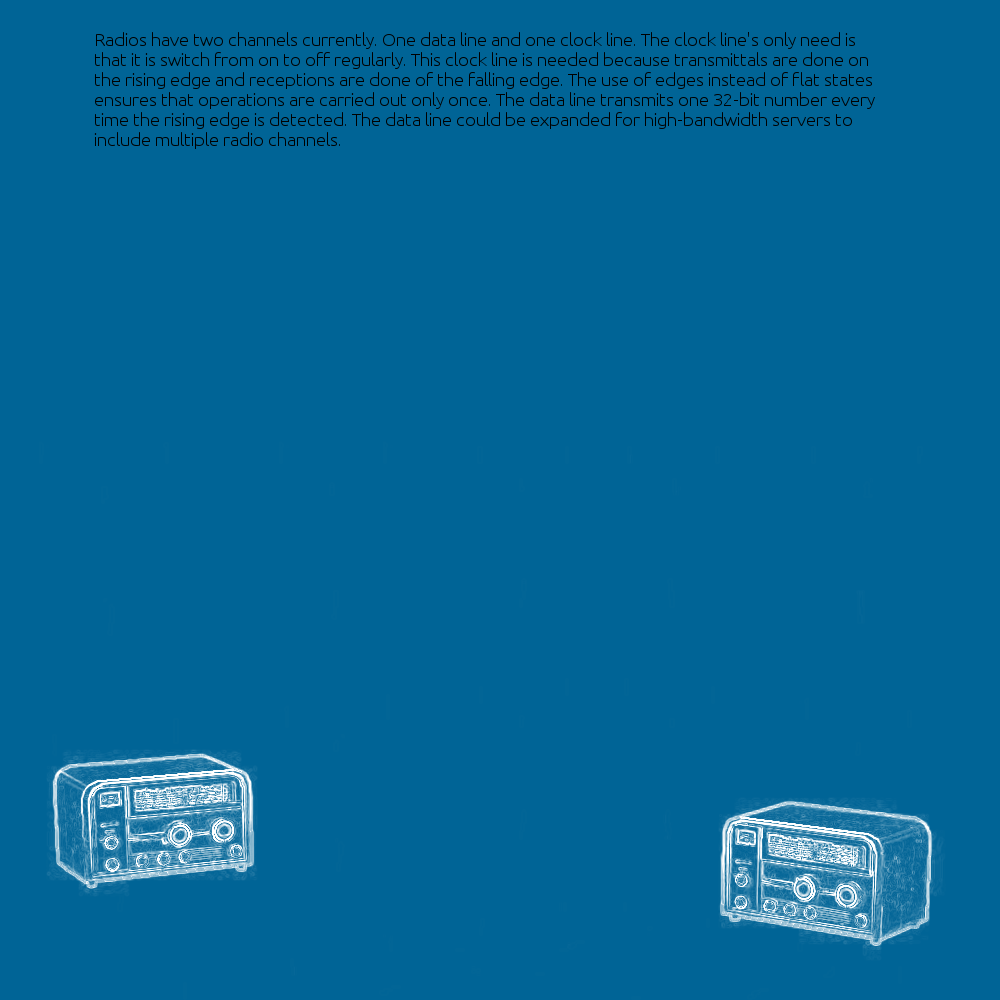 Radios have two channels currently. One data line and one clock line. The clock line's only need is
that it is switch from on to off regularly. This clock line is needed because transmittals are done on
the rising edge and receptions are done of the falling edge. The use of edges instead of flat states
ensures that operations are carried out only once. The data line transmits one 32-bit number every
time the rising edge is detected. The data line could be expanded for high-bandwidth servers to
include multiple radio channels.